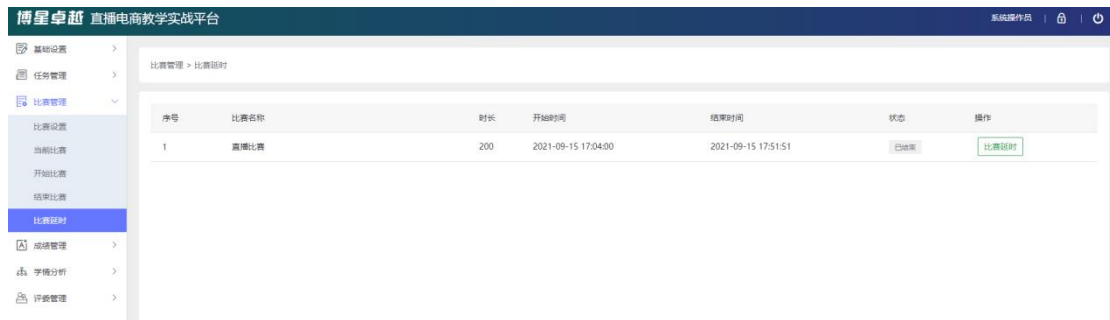 博星卓越 直播电商教学实战平台
系统操作员
基础设置
任务管理
比赛管理
比赛设置
当前比赛
开始比赛
结束比赛
比赛延时
成绩管理
学情分析
评委管理
比赛管理 > 比赛延时
序号 比赛名称 时长 开始时间 结束时间 状态 操作
1 直播比赛 200 2021-09-15 17:04:00 2021-09-15 17:51:51 已结束 比赛延时